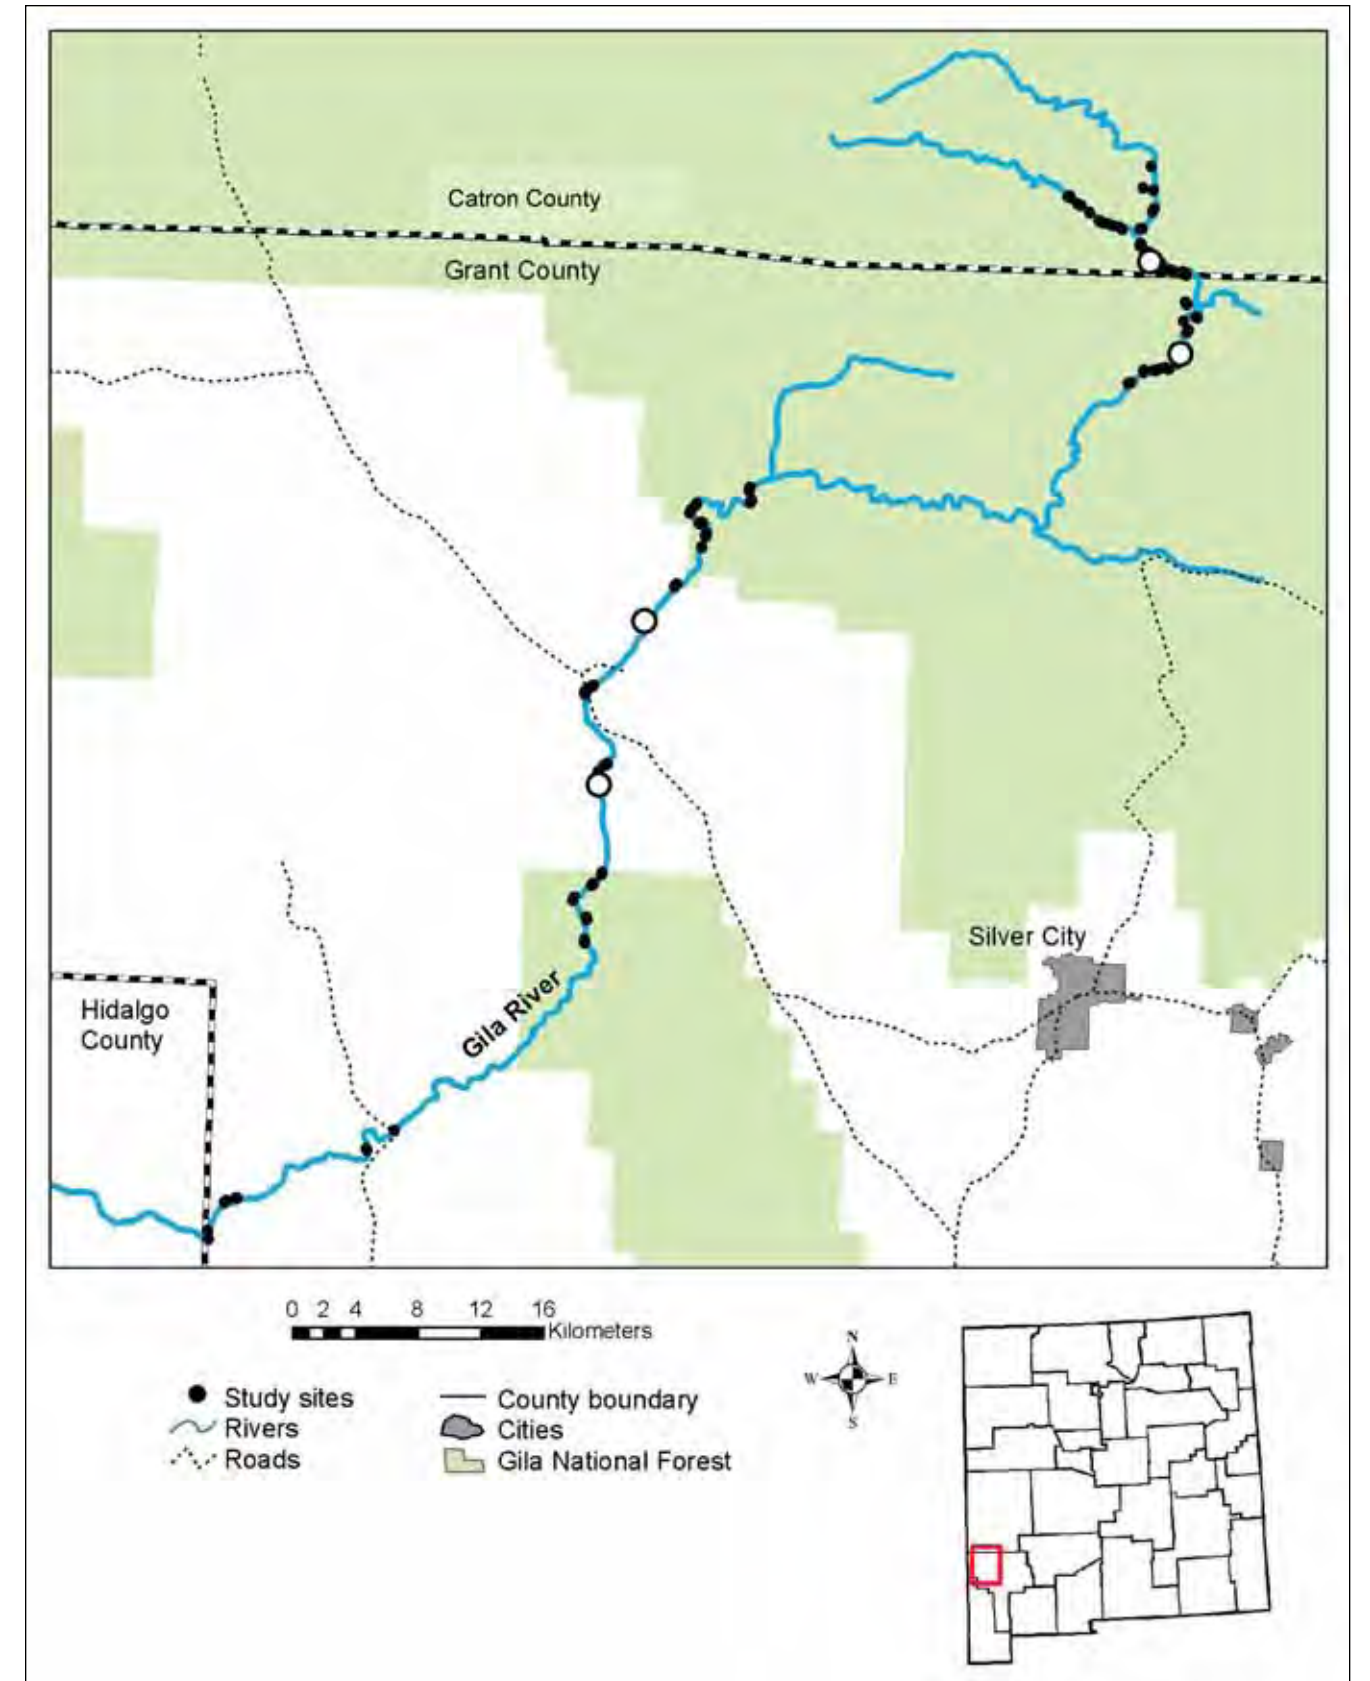 Catron County
Grant County
Silver City
Gila River
Hidalgo
County
0 2 4 8 12 16
Kilometers
N
W E
S
Study sites
Rivers
Roads
County boundary
Cities
Gila National Forest